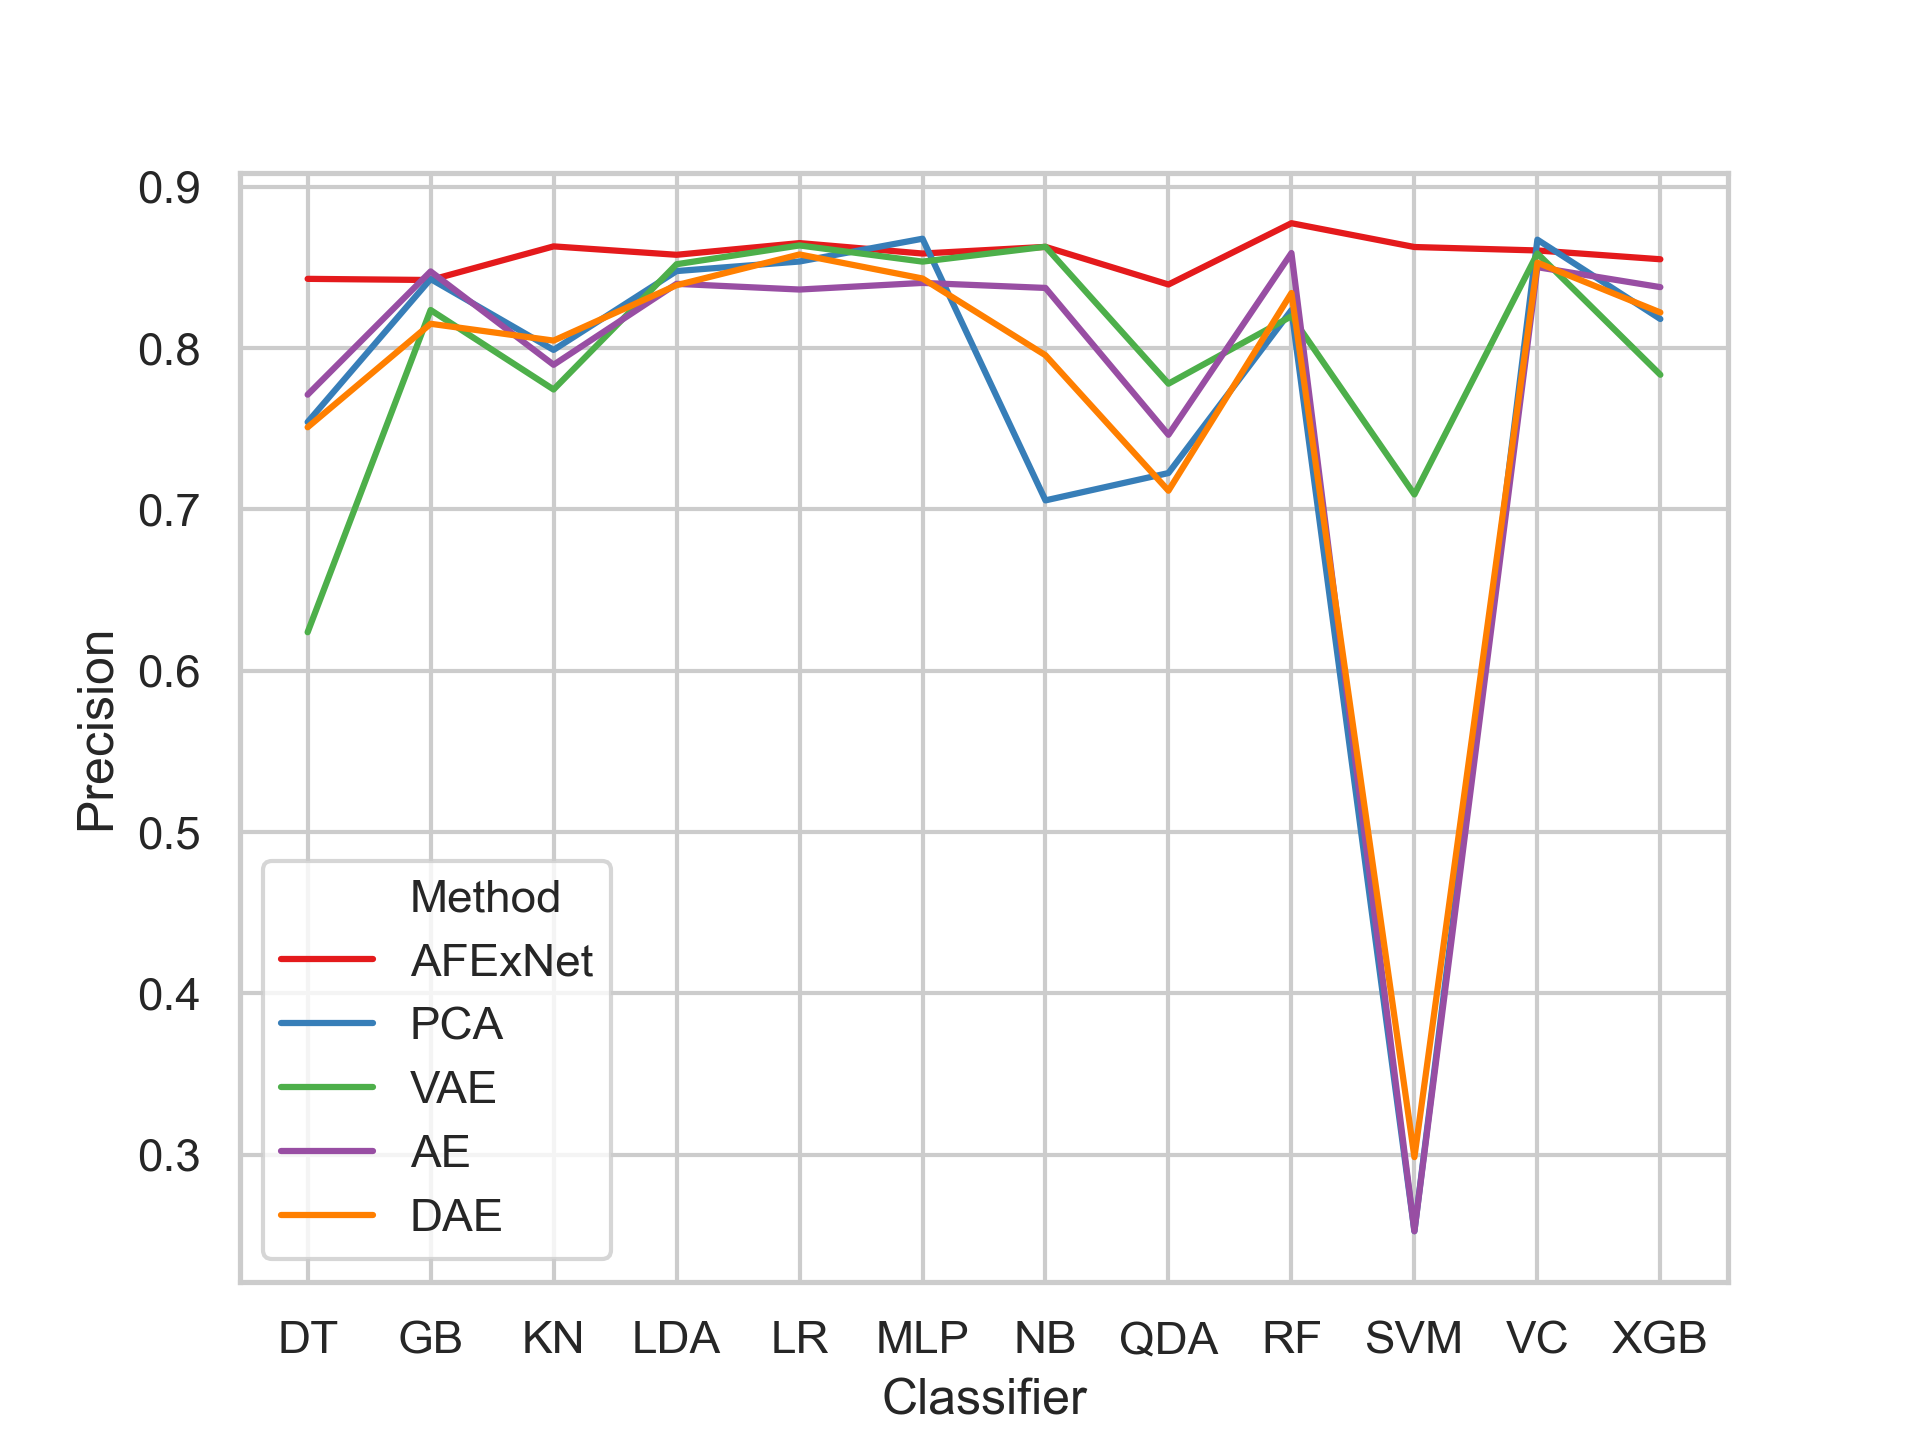 0.9
0.8
0.7
0.6
0.5
0.4
0.3
Precision
Method
AFExNet
PCA
VAE
AE
DAE
DT GB KN LDA LR MLP NB QDA RF SVM VC XGB
Classifier